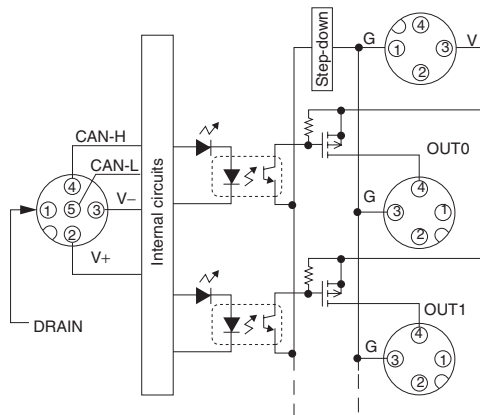 Step-down
G
4
1
3
2
V
CAN-H
CAN-L
Internal circuits
4
1
5
3
2
V−
V+
DRAIN
OUT0
4
G
3
1
2
OUT1
4
G
3
1
2